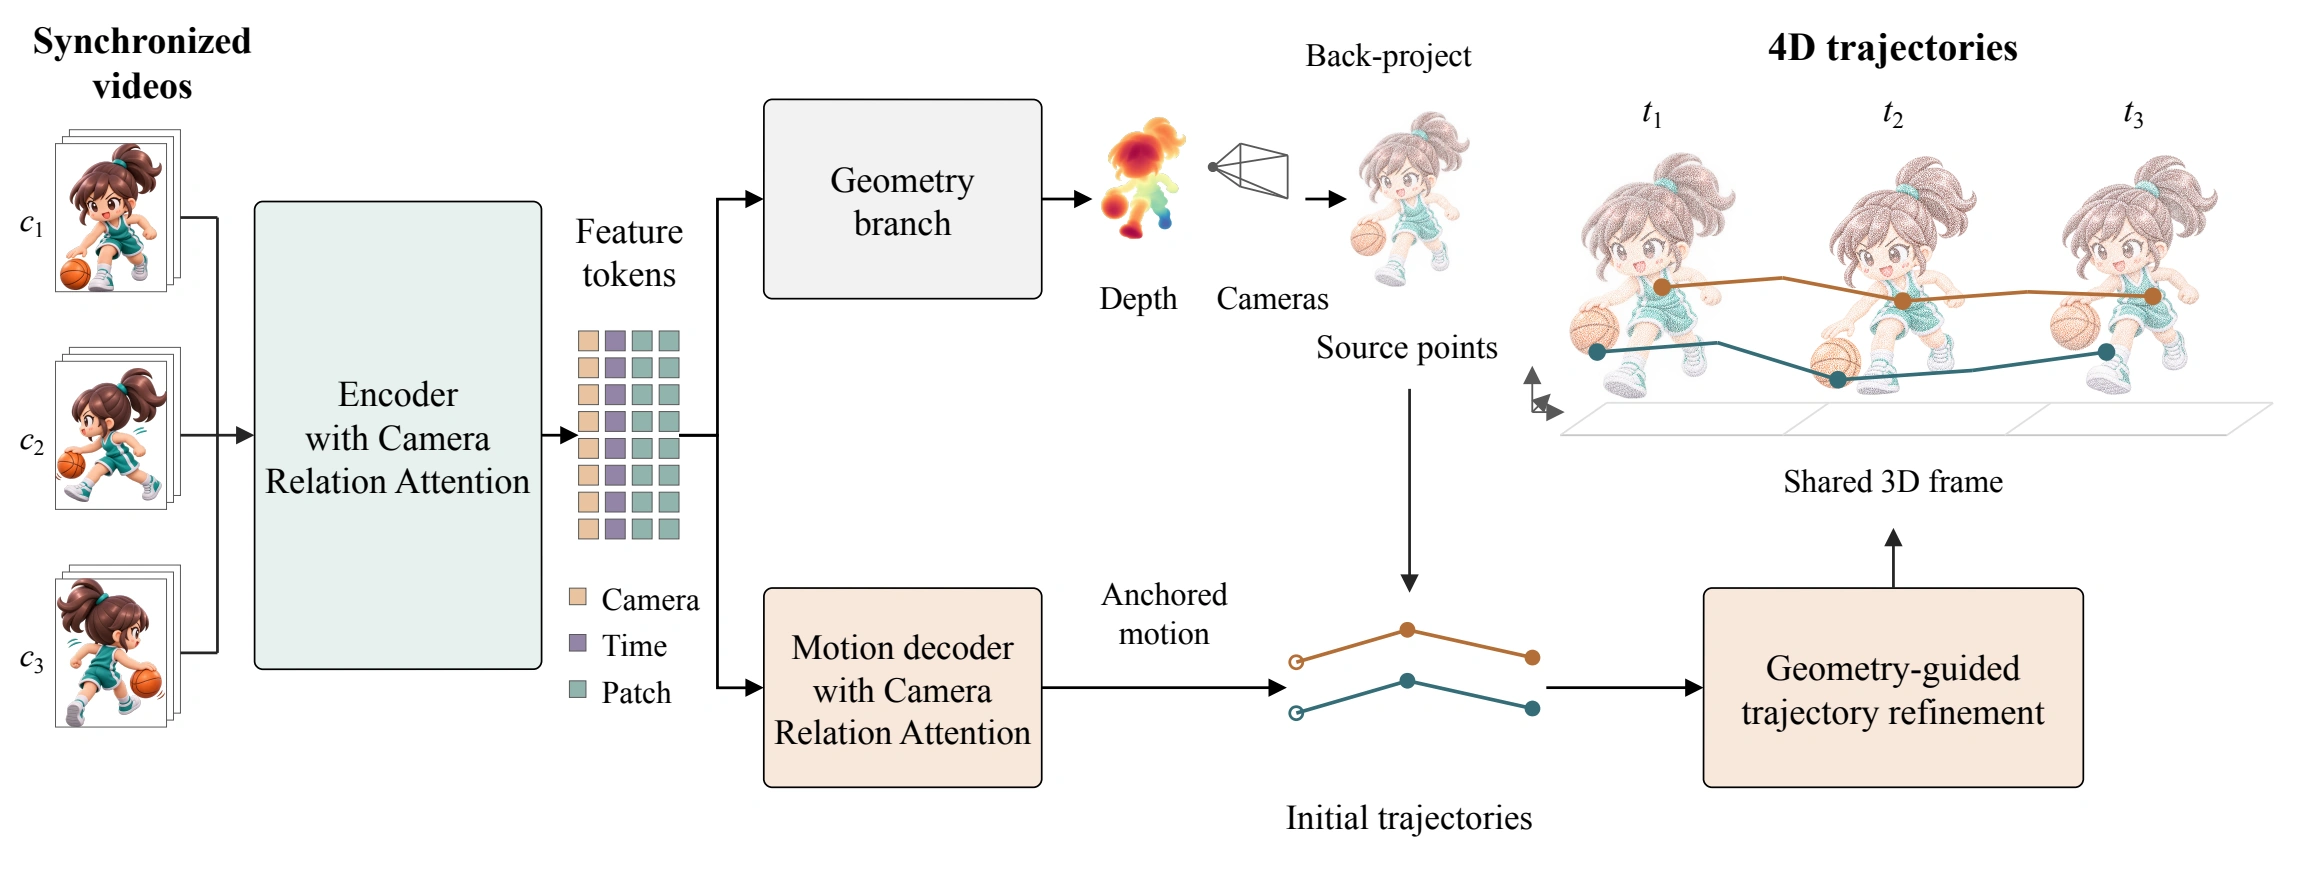 Synchronized
videos
c1
c2
c3
Encoder
with Camera
Relation Attention
Feature
tokens
Camera
Time
Patch
Geometry
branch
Depth
Cameras
Back-project
Source points
Motion decoder
with Camera
Relation Attention
Anchored
motion
Initial trajectories
Geometry-guided
trajectory refinement
4D trajectories
t1
t2
t3
Shared 3D frame